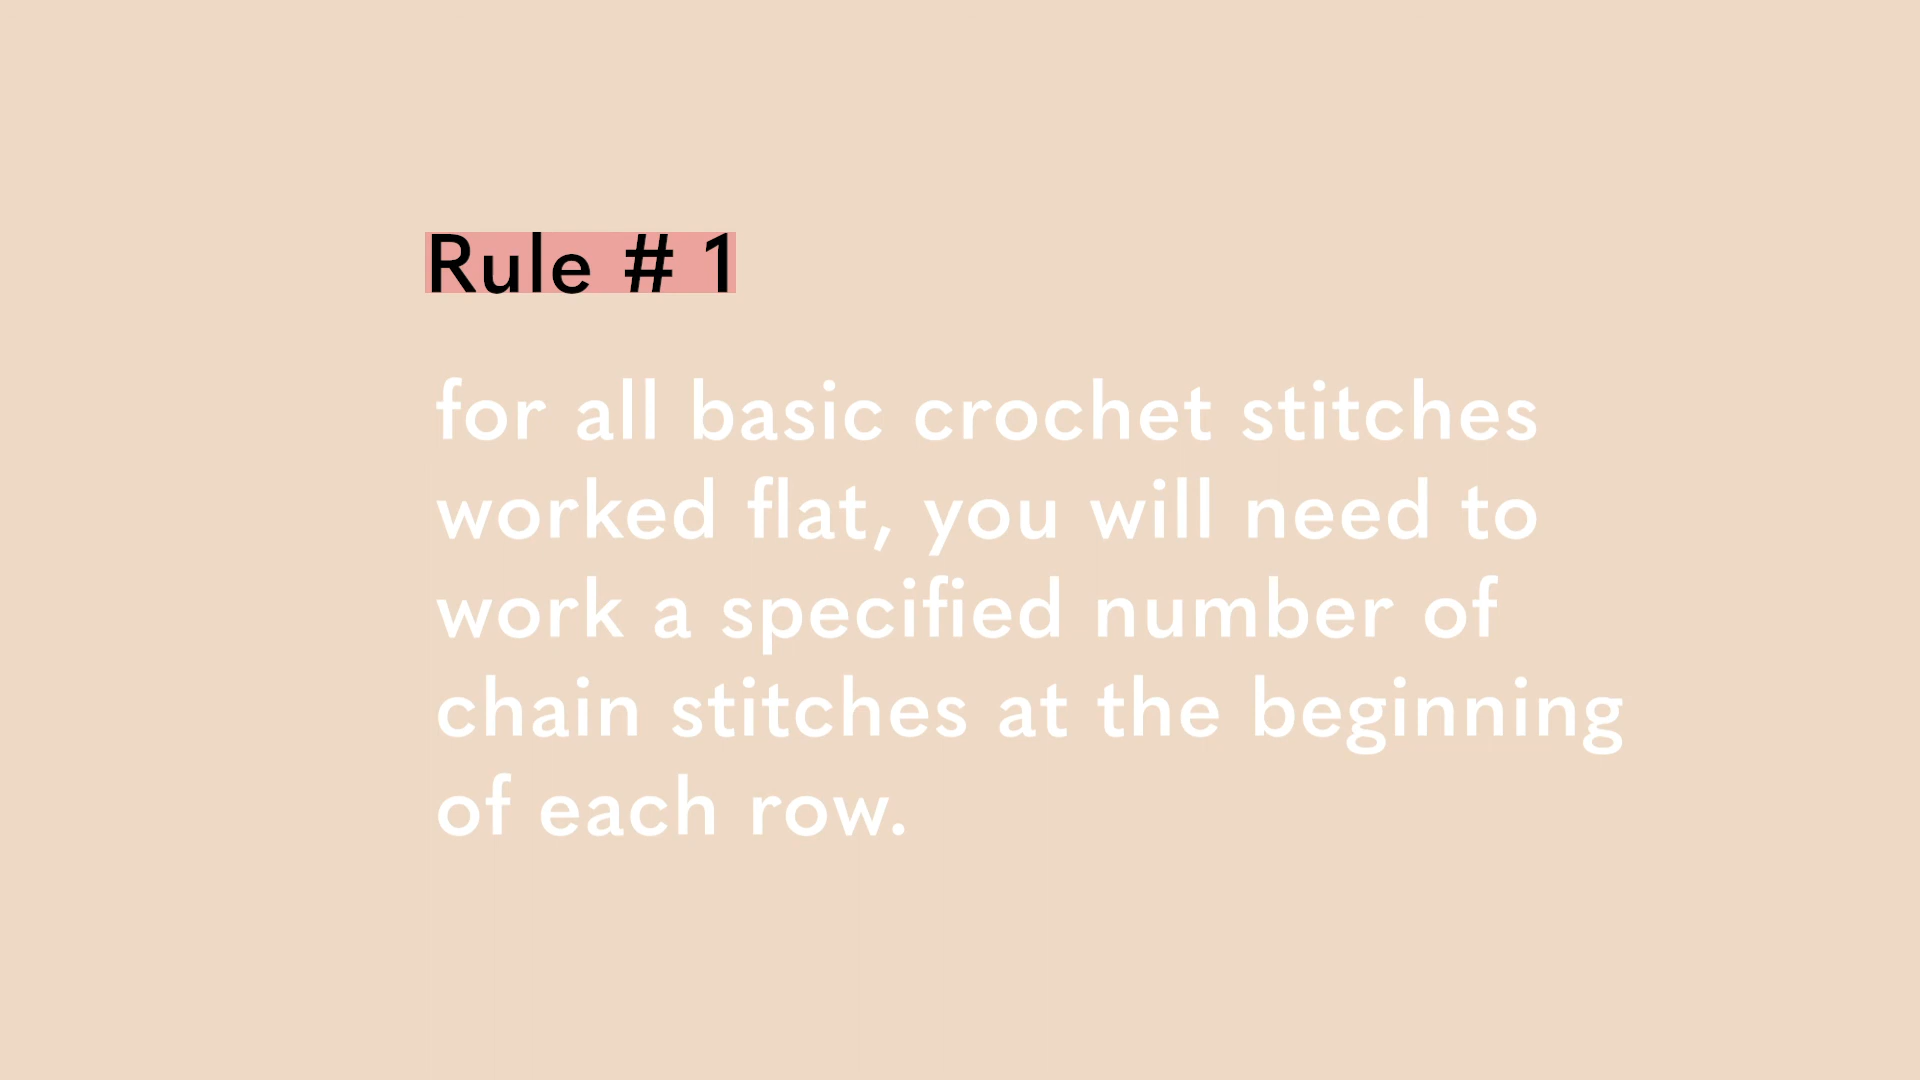 Rule # 1
for all basic crochet stitches
worked flat, you will need to
work a specified number of
chain stitches at the beginning
of each row.